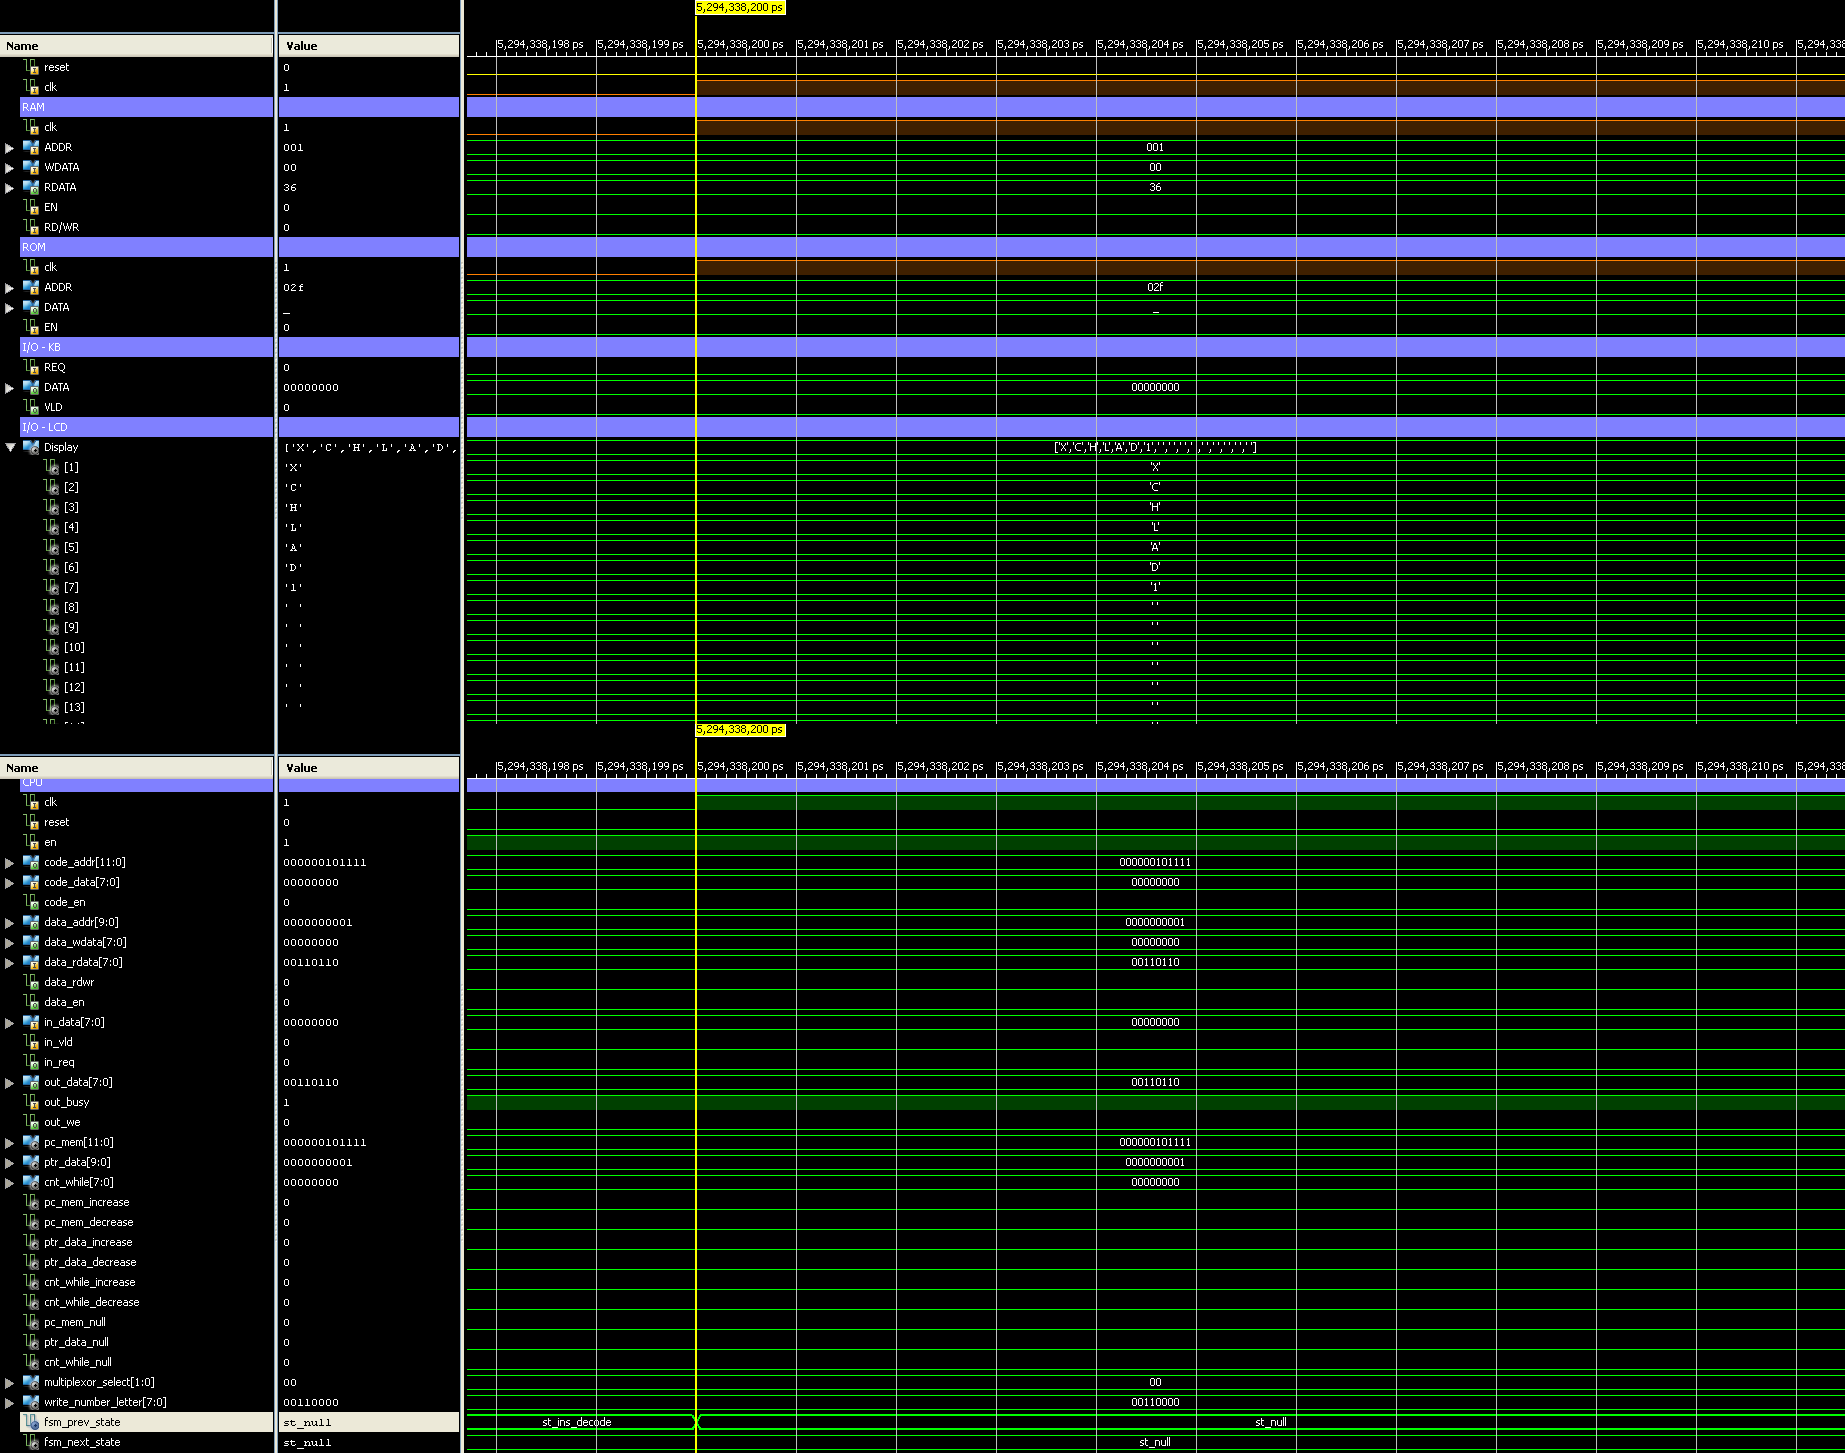 5,294,338,200 ps
Name Value 5,294,338,198 ps 5,294,338,199 ps 5,294,338,200 ps 5,294,338,201 ps 5,294,338,202 ps 5,294,338,203 ps 5,294,338,204 ps 5,294,338,205 ps 5,294,338,206 ps 5,294,338,207 ps 5,294,338,208 ps 5,294,338,209 ps 5,294,338,210 ps 5,294,338
reset 0
clk 1
RAM
clk 1
ADDR 001 001
WDATA 00 00
RDATA 36 36
EN 0
RD/WR 0
ROM
clk 1
ADDR 02f 02f
DATA _ _
EN 0
I/O - KB
REQ 0
DATA 00000000 00000000
VLD 0
I/O - LCD
Display ['X','C','H','L','A','D', ['X','C','H','L','A','D','1',' ',' ',' ',' ',' ',' ',' ',' ',' ']
[1] 'X' 'X'
[2] 'C' 'C'
[3] 'H' 'H'
[4] 'L' 'L'
[5] 'A' 'A'
[6] 'D' 'D'
[7] '1' '1'
[8] ' ' ' '
[9] ' ' ' '
[10] ' ' ' '
[11] ' ' ' '
[12] ' ' ' '
[13] ' ' ' '
5,294,338,200 ps
Name Value 5,294,338,198 ps 5,294,338,199 ps 5,294,338,200 ps 5,294,338,201 ps 5,294,338,202 ps 5,294,338,203 ps 5,294,338,204 ps 5,294,338,205 ps 5,294,338,206 ps 5,294,338,207 ps 5,294,338,208 ps 5,294,338,209 ps 5,294,338,210 ps 5,294,338
CPU
clk 1
reset 0
en 1
code_addr[11:0] 000000101111 000000101111
code_data[7:0] 00000000 00000000
code_en 0
data_addr[9:0] 0000000001 0000000001
data_wdata[7:0] 00000000 00000000
data_rdata[7:0] 00110110 00110110
data_rdwr 0
data_en 0
in_data[7:0] 00000000 00000000
in_vld 0
in_req 0
out_data[7:0] 00110110 00110110
out_busy 1
out_we 0
pc_mem[11:0] 000000101111 000000101111
ptr_data[9:0] 0000000001 0000000001
cnt_while[7:0] 00000000 00000000
pc_mem_increase 0
pc_mem_decrease 0
ptr_data_increase 0
ptr_data_decrease 0
cnt_while_increase 0
cnt_while_decrease 0
pc_mem_null 0
ptr_data_null 0
cnt_while_null 0
multiplexor_select[1:0] 00 00
write_number_letter[7:0] 00110000 00110000
fsm_prev_state st_null st_ins_decode st_null
fsm_next_state st_null st_null